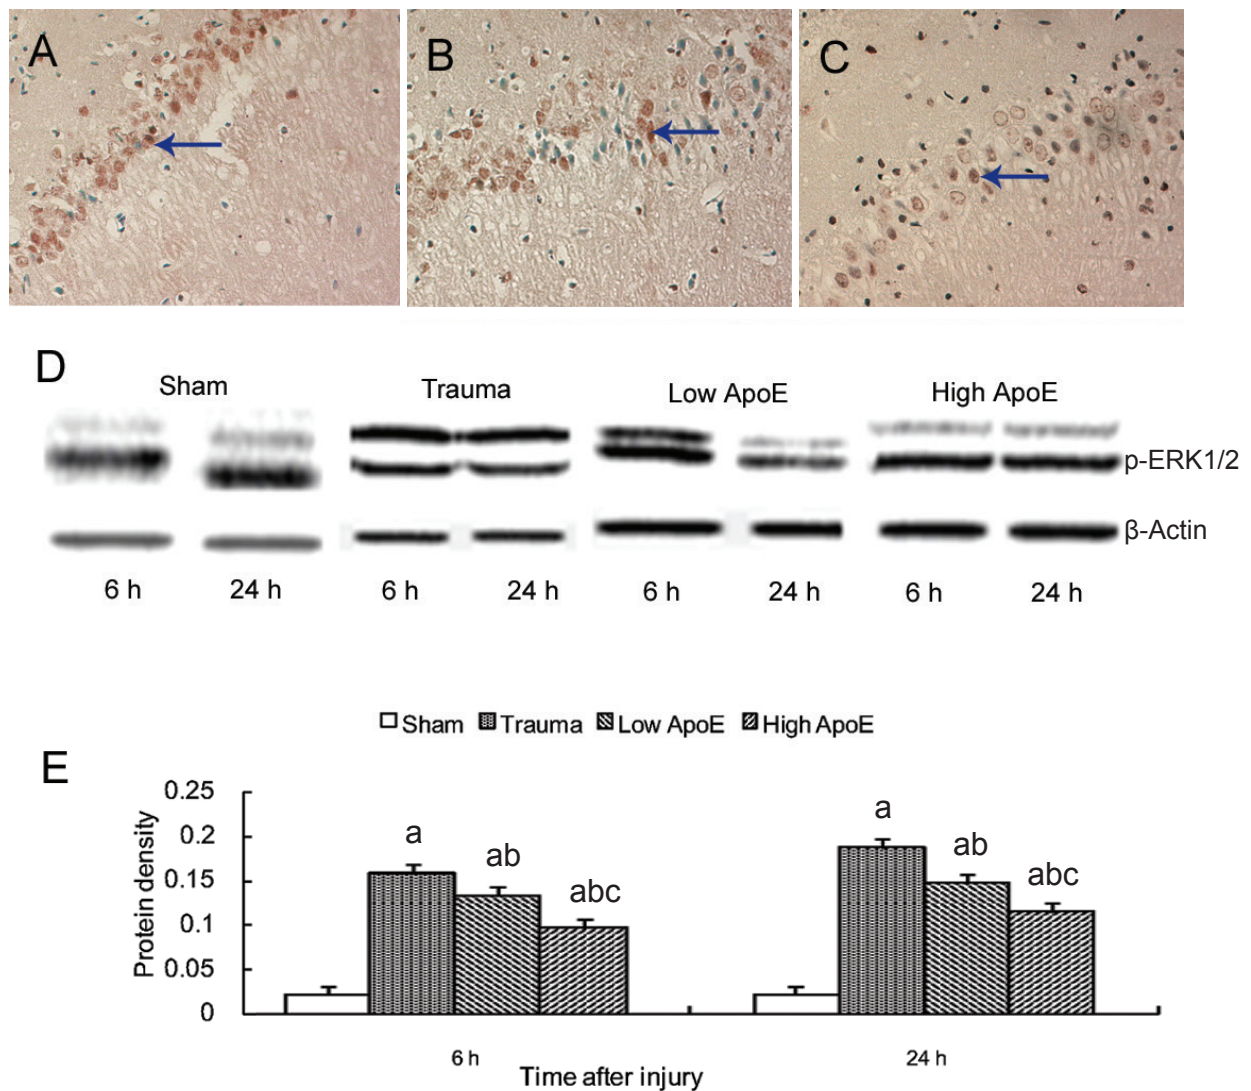 A
B
C
D
Sham
Trauma
Low ApoE
High ApoE
p-ERK1/2
β-Actin
6 h
24 h
6 h
24 h
6 h
24 h
6 h
24 h
Sham Trauma Low ApoE High ApoE
E
Protein density
0.25
0.2
0.15
0.1
0.05
0
a
ab
abc
a
ab
abc
6 h
24 h
Time after injury